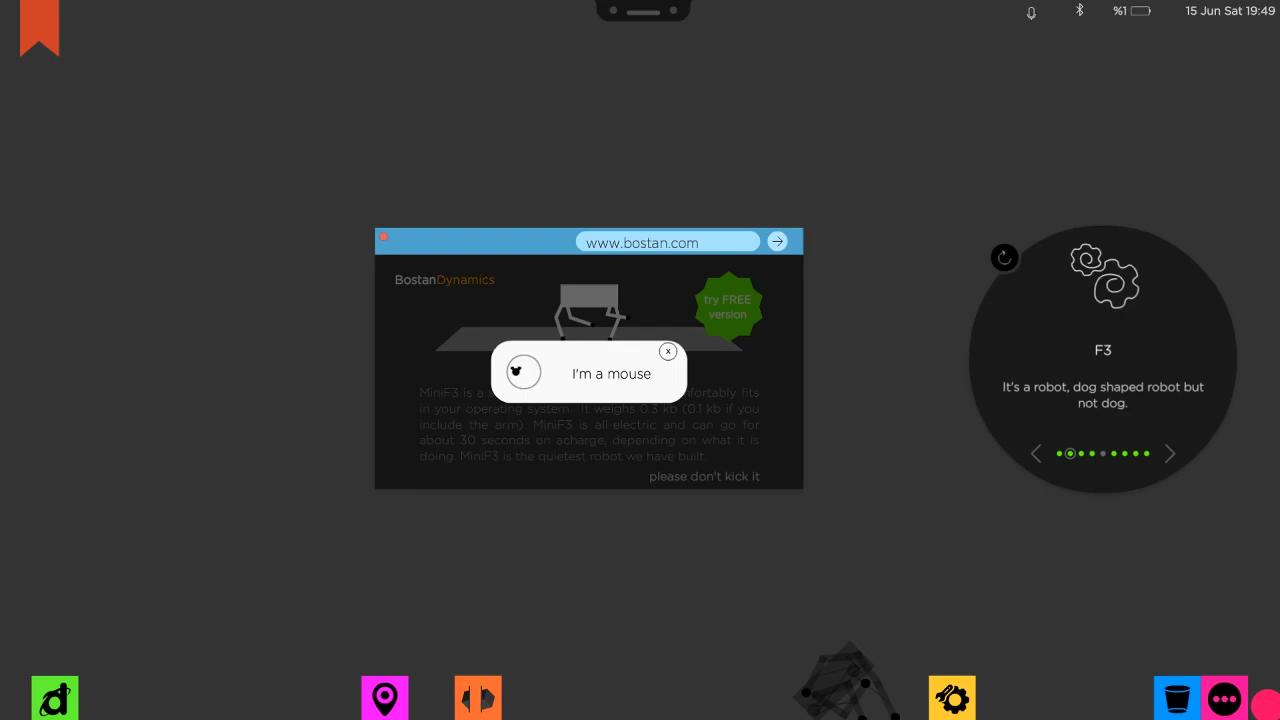 %1
15 Jun Sat 19:49
www.bostan.com
BostanDynamics
try FREE
version
I'm a mouse
MiniF3 is a
fits
in your operating system. It weighs 0.3 kb (0.1 kb if you
include the arm). MiniF3 is all-electric and can go for
about 30 seconds on acharge, depending on what it is
doing. MiniF3 is the quietest robot we have built.
please don't kick it
F3
It's a robot, dog shaped robot but
not dog.